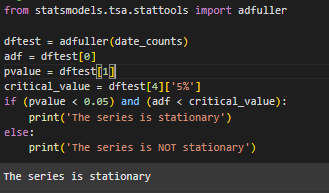 from statsmodels.tsa.stattools import adfuller
dftest = adfuller(date_counts)
adf = dftest[0]
pvalue = dftest[1]
critical_value = dftest[4]['5%']
if (pvalue < 0.05) and (adf < critical_value):
    print('The series is stationary')
else:
    print('The series is NOT stationary')
The series is stationary